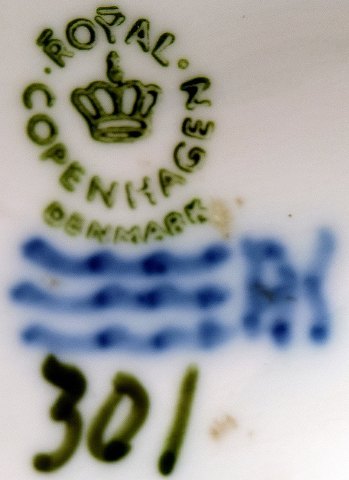 ROYAL
COPENHAGEN
DENMARK
301